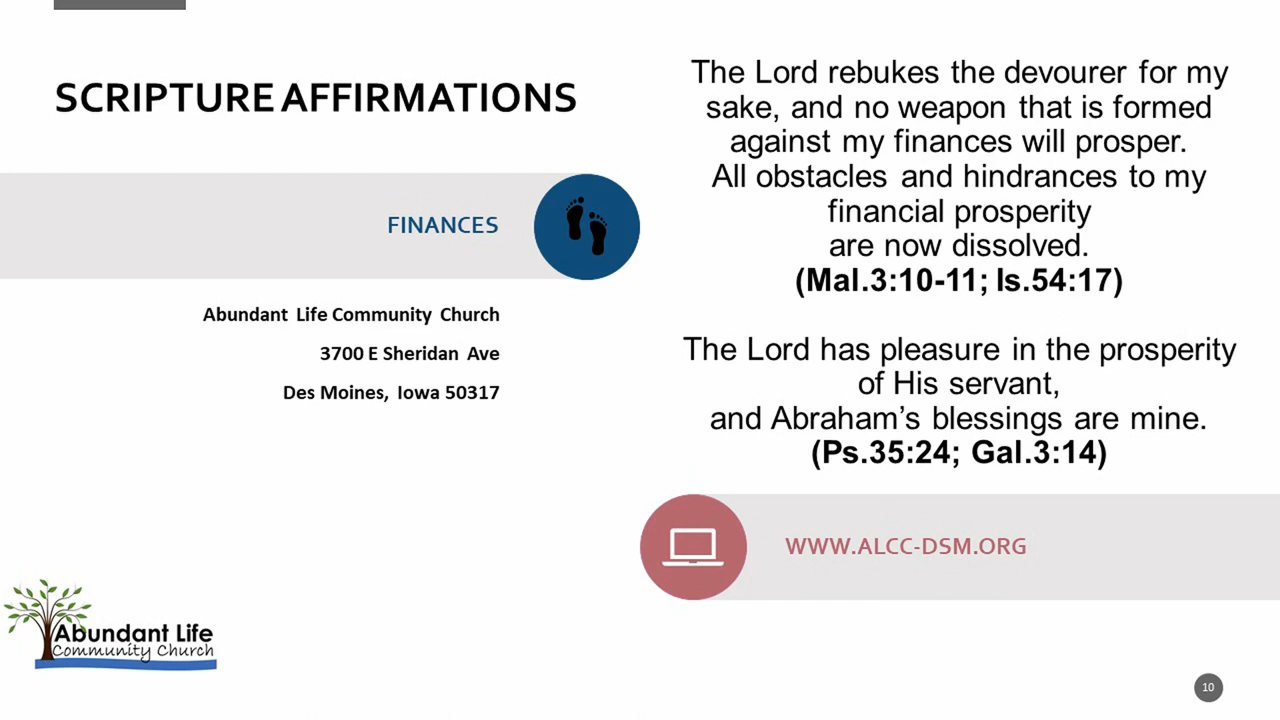 SCRIPTURE AFFIRMATIONS
FINANCES
Abundant Life Community Church
3700 E Sheridan Ave
Des Moines, Iowa 50317
The Lord rebukes the devourer for my
sake, and no weapon that is formed
against my finances will prosper.
All obstacles and hindrances to my
financial prosperity
are now dissolved.
(Mal.3:10-11; Is.54:17)
The Lord has pleasure in the prosperity
of His servant,
and Abraham's blessings are mine.
(Ps.35:24; Gal.3:14)
WWW.ALCC-DSM.ORG
Abundant Life
Community Church
10